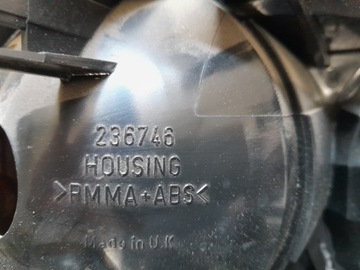 236746
HOUSING
>PMMA+ABS<
Made in U.K